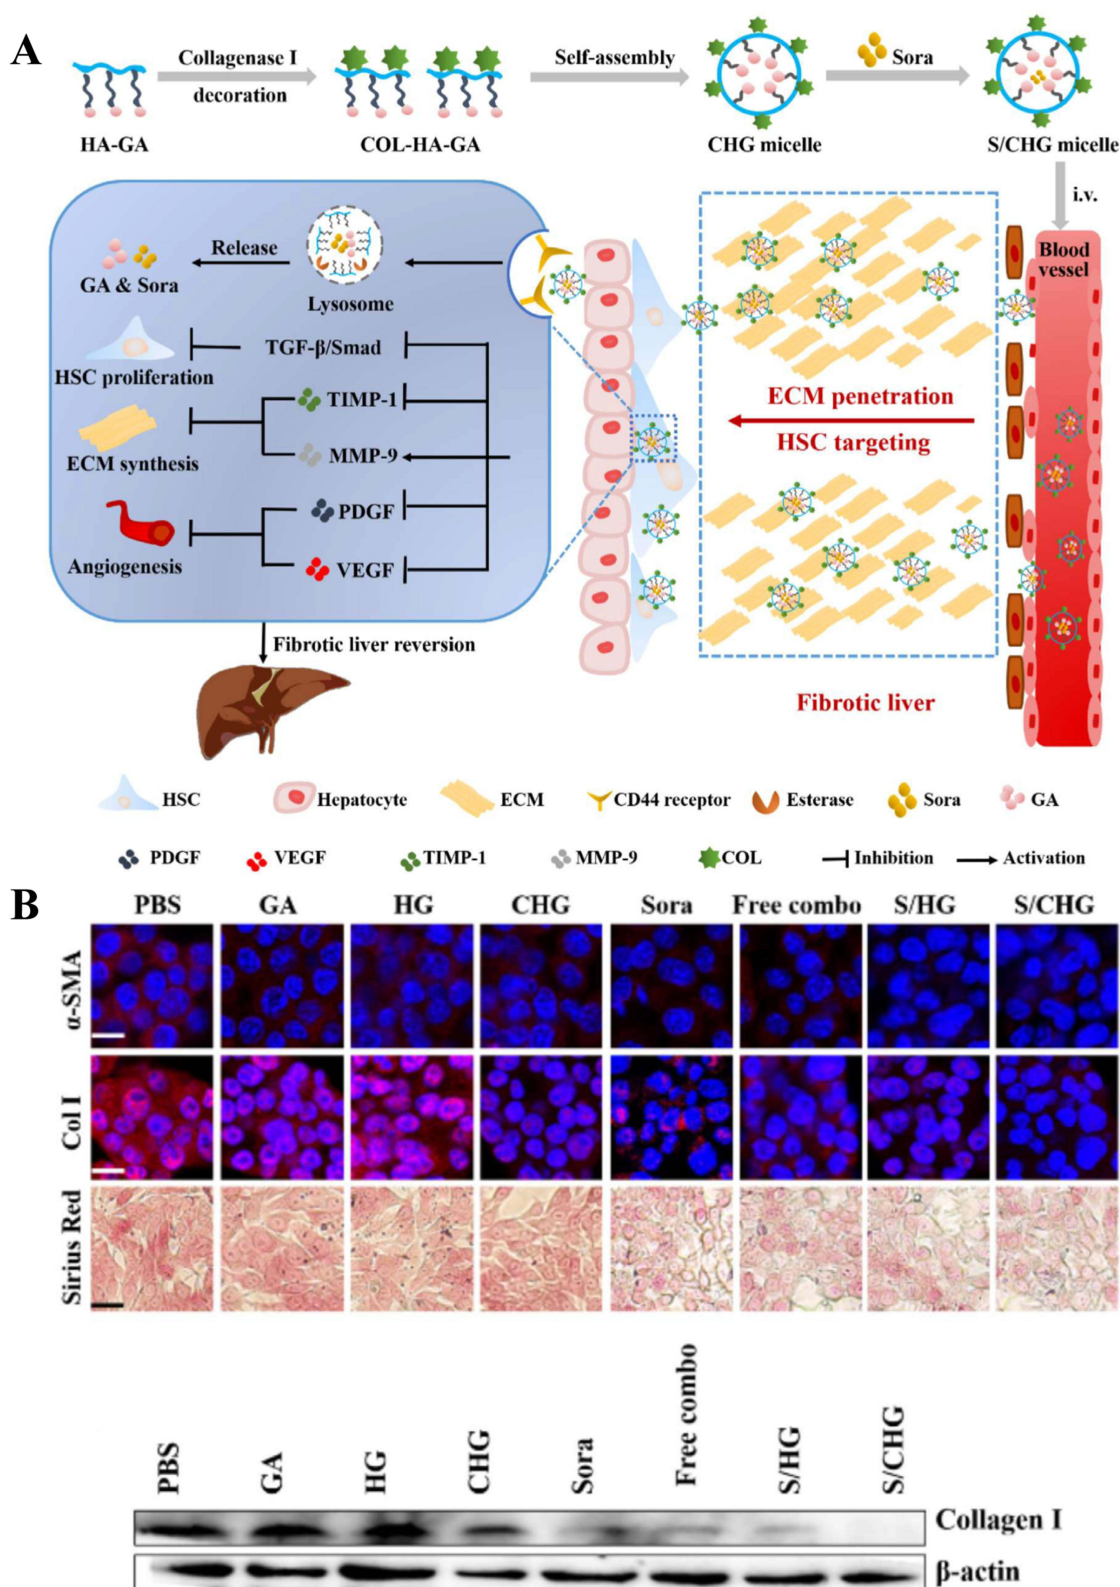 A
Collagenase I
decoration
Self-assembly
Sora
HA-GA
COL-HA-GA
CHG micelle
S/CHG micelle
i.v.
Blood
vessel
Release
GA & Sora
Lysosome
TGF-β/Smad
HSC proliferation
TIMP-1
ECM synthesis
MMP-9
PDGF
Angiogenesis
VEGF
ECM penetration
HSC targeting
Fibrotic liver reversion
Fibrotic liver
HSC
Hepatocyte
ECM
CD44 receptor
Esterase
Sora
GA
PDGF
VEGF
TIMP-1
MMP-9
COL
Inhibition
Activation
B
PBS GA HG CHG Sora Free combo S/HG S/CHG
α-SMA
Col I
Sirius Red
PBS GA HG CHG Sora Free combo S/HG S/CHG
Collagen I
β-actin